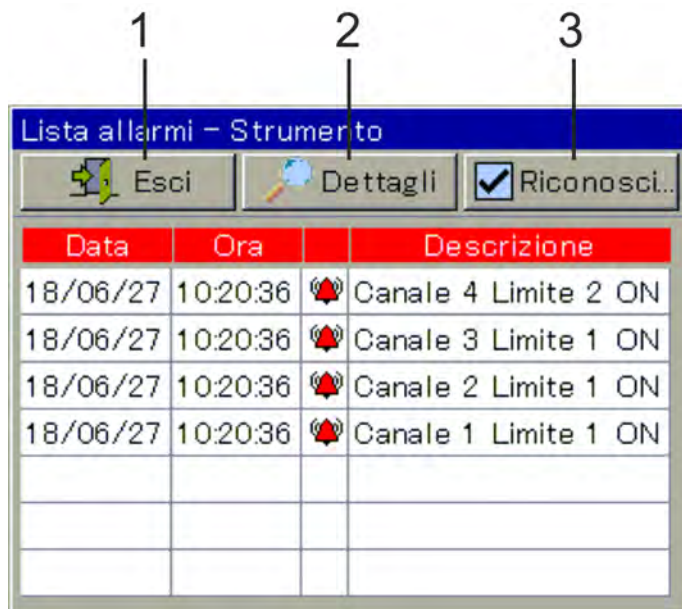 1 2 3
Lista allarmi - Strumento
Esci Dettagli Riconosci...
Data Ora Descrizione
18/06/27 10:20:36 Canale 4 Limite 2 ON
18/06/27 10:20:36 Canale 3 Limite 1 ON
18/06/27 10:20:36 Canale 2 Limite 1 ON
18/06/27 10:20:36 Canale 1 Limite 1 ON